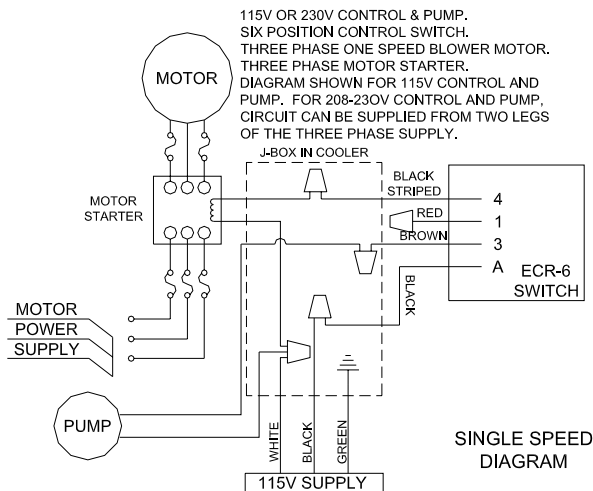 115V OR 230V CONTROL & PUMP.
SIX POSITION CONTROL SWITCH.
THREE PHASE ONE SPEED BLOWER MOTOR.
THREE PHASE MOTOR STARTER.
DIAGRAM SHOWN FOR 115V CONTROL AND
PUMP. FOR 208-23OV CONTROL AND PUMP,
CIRCUIT CAN BE SUPPLIED FROM TWO LEGS
OF THE THREE PHASE SUPPLY.
MOTOR
J-BOX IN COOLER
BLACK
STRIPED
4
MOTOR
STARTER
RED
1
BROWN
3
A
ECR-6
SWITCH
BLACK
MOTOR
POWER
SUPPLY
PUMP
WHITE
BLACK
GREEN
115V SUPPLY
SINGLE SPEED
DIAGRAM